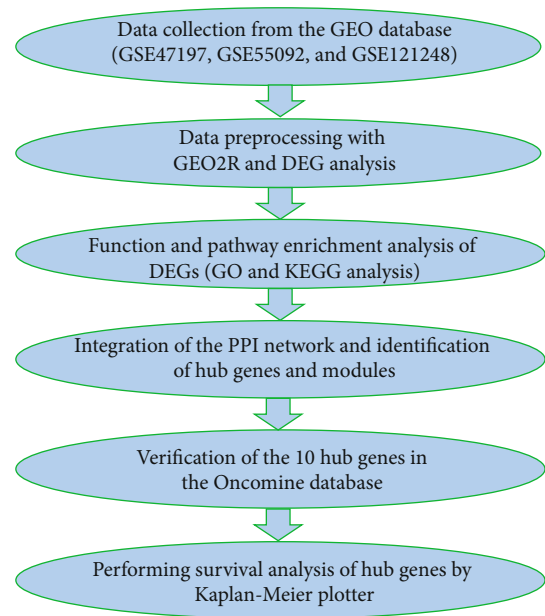 Data collection from the GEO database
(GSE47197, GSE55092, and GSE121248)
Data preprocessing with
GEO2R and DEG analysis
Function and pathway enrichment analysis of
DEGs (GO and KEGG analysis)
Integration of the PPI network and identification
of hub genes and modules
Verification of the 10 hub genes in
the Oncomine database
Performing survival analysis of hub genes by
Kaplan-Meier plotter